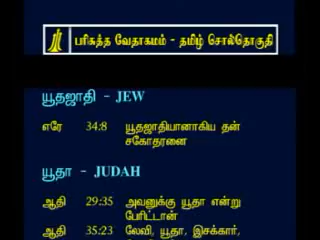 பரிசுத்த வேதாகமம் - தமிழ் சொல்தொகுதி
யூதஜாதி - JEW
எரே 34:8 யூதஜாதியானாகிய தன்
சகோதரனை
யூதா - JUDAH
ஆதி 29:35 அவனுக்கு யூதா என்று
பேரிட்டான்
ஆதி 35:23 லேவி, யூதா, இசக்கார்,